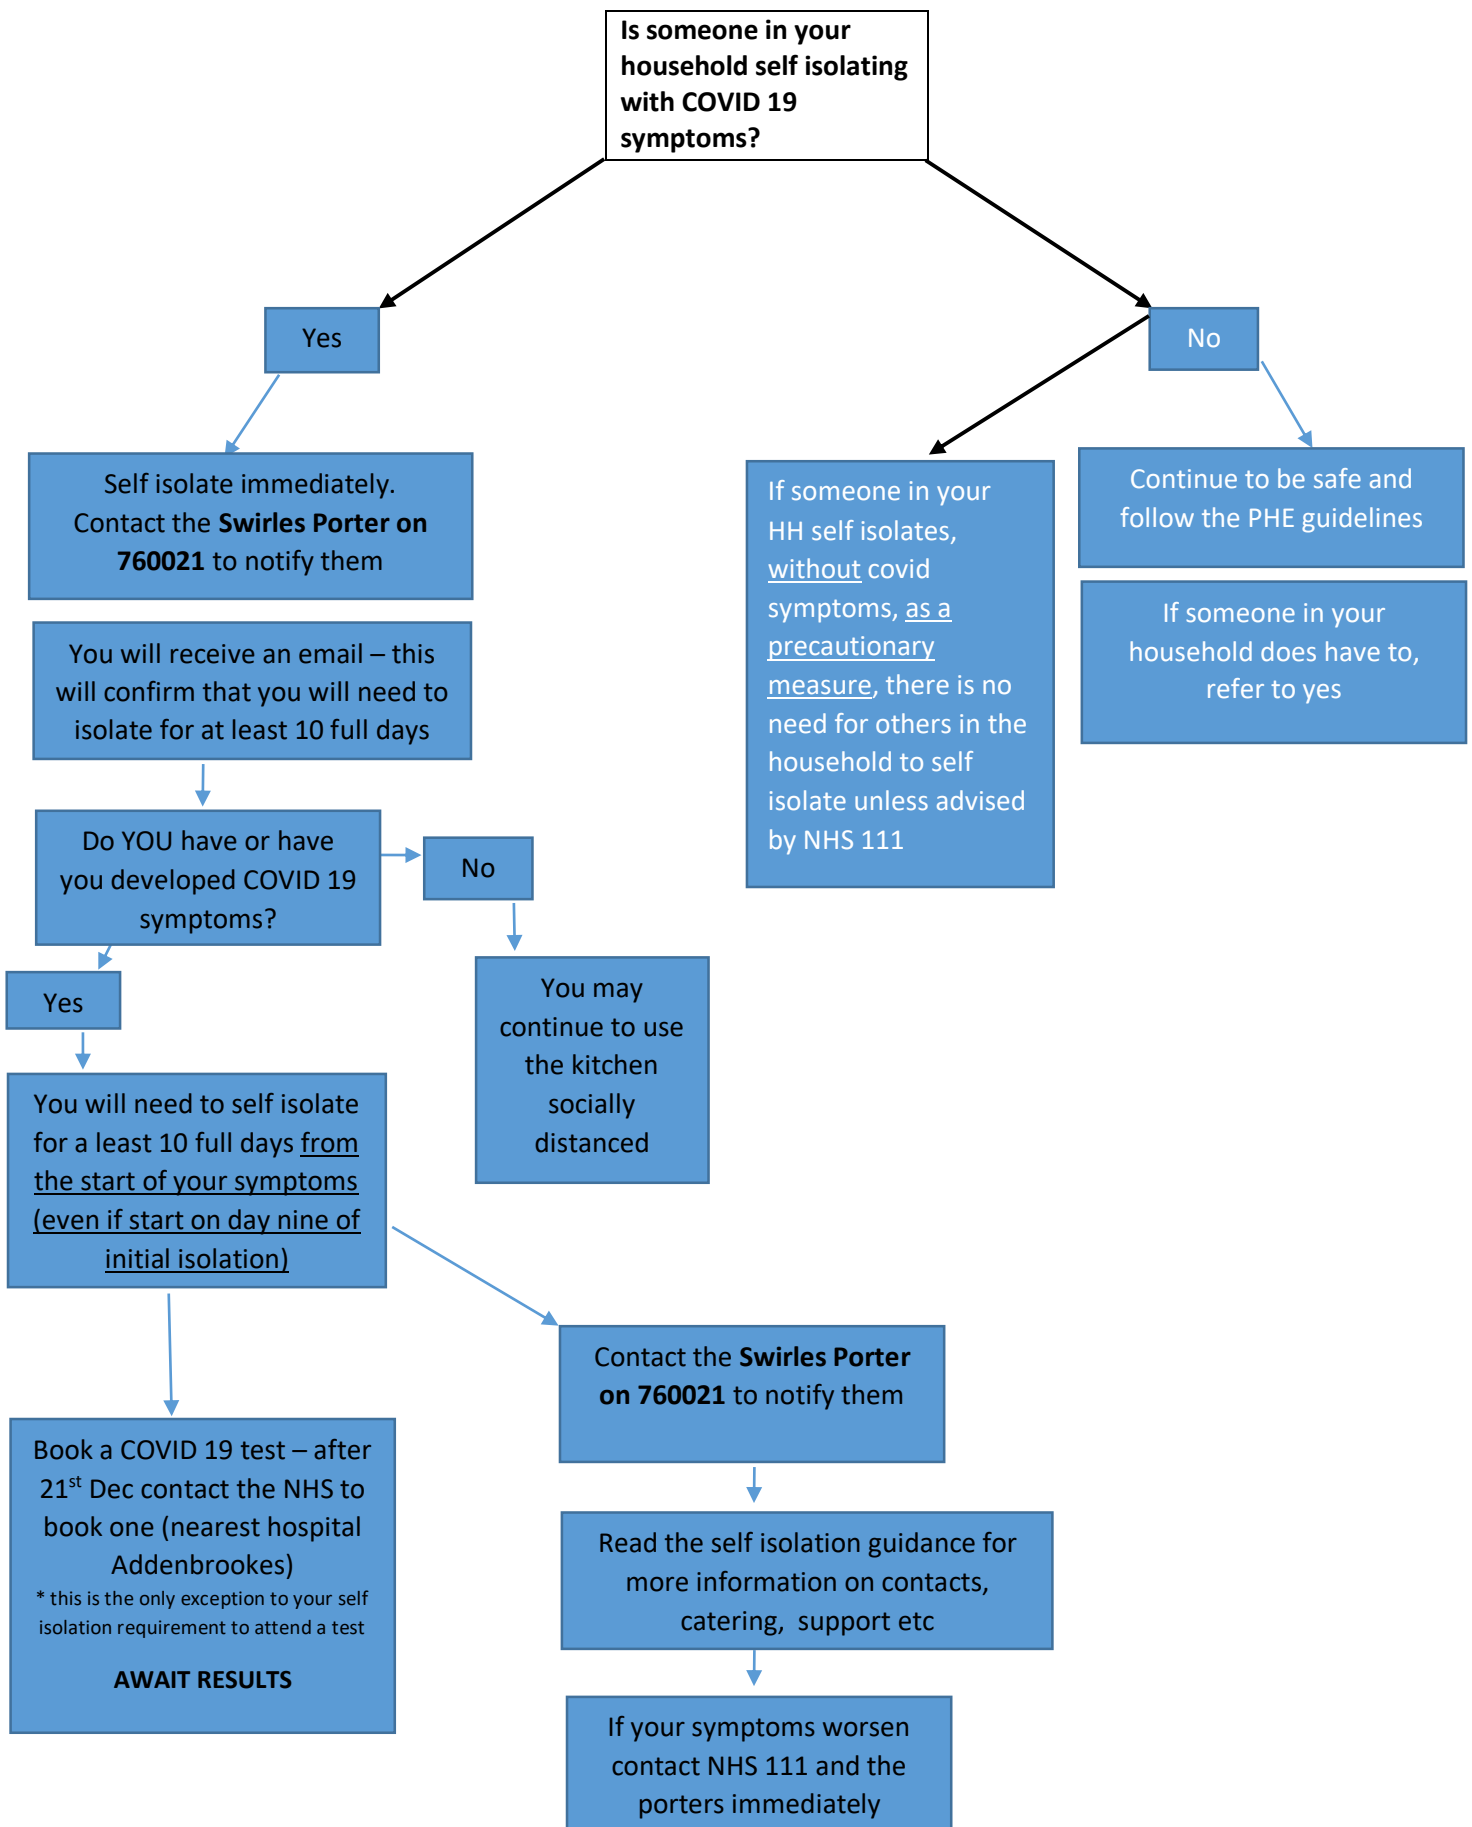 Is someone in your
household self isolating
with COVID 19
symptoms?
Yes
No
Self isolate immediately.
Contact the Swirles Porter on
760021 to notify them
If someone in your
HH self isolates,
without covid
symptoms, as a
precautionary
measure, there is no
need for others in the
household to self
isolate unless advised
by NHS 111
Continue to be safe and
follow the PHE guidelines
If someone in your
household does have to,
refer to yes
You will receive an email – this
will confirm that you will need to
isolate for at least 10 full days
Do YOU have or have
you developed COVID 19
symptoms?
No
You may
continue to use
the kitchen
socially
distanced
Yes
You will need to self isolate
for a least 10 full days from
the start of your symptoms
(even if start on day nine of
initial isolation)
Contact the Swirles Porter
on 760021 to notify them
Book a COVID 19 test – after
21st Dec contact the NHS to
book one (nearest hospital
Addenbrookes)
* this is the only exception to your self
isolation requirement to attend a test
AWAIT RESULTS
Read the self isolation guidance for
more information on contacts,
catering, support etc
If your symptoms worsen
contact NHS 111 and the
porters immediately